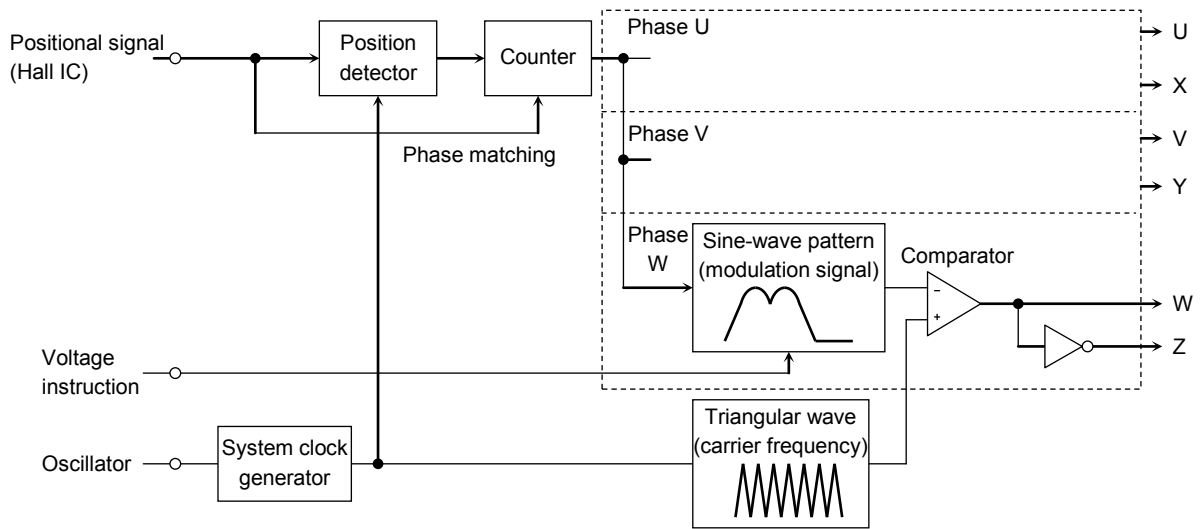 Positional signal
(Hall IC)
Position
detector
Counter
Phase matching
Phase U
U
X
Phase V
V
Y
Phase
W
Sine-wave pattern
(modulation signal)
Comparator
−
+
W
Z
Voltage
instruction
Oscillator
System clock
generator
Triangular wave
(carrier frequency)